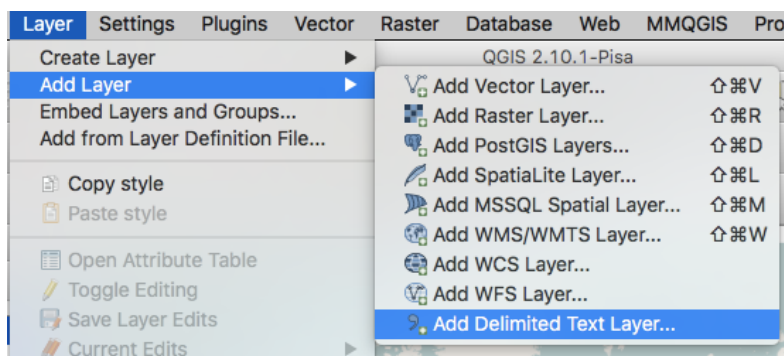 Layer Settings Plugins Vector Raster Database Web MMQGIS Pro
QGIS 2.10.1-Pisa
Create Layer ▶
Add Layer ▶
Embed Layers and Groups...
Add from Layer Definition File...
Copy style
Paste style
Open Attribute Table
Toggle Editing
Save Layer Edits
Current Edits ▶
Add Vector Layer... ⇧⌘V
Add Raster Layer... ⇧⌘R
Add PostGIS Layers... ⇧⌘D
Add SpatiaLite Layer... ⇧⌘L
Add MSSQL Spatial Layer... ⇧⌘M
Add WMS/WMTS Layer... ⇧⌘W
Add WCS Layer...
Add WFS Layer...
Add Delimited Text Layer...